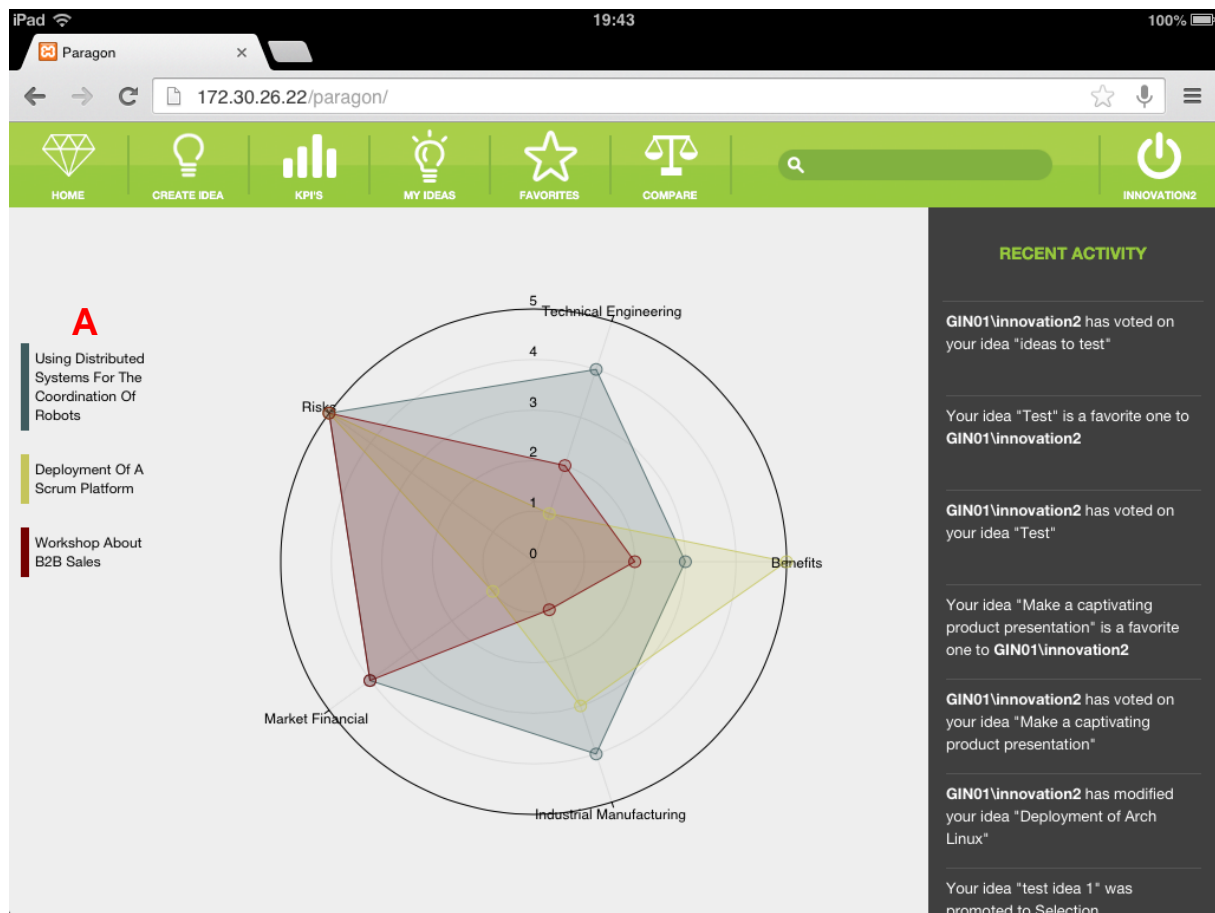 iPad 19:43 100%
Paragon ×
172.30.26.22/paragon/
HOME
CREATE IDEA
KPI'S
MY IDEAS
FAVORITES
COMPARE
INNOVATION2
A
Using Distributed
Systems For The
Coordination Of
Robots
Deployment Of A
Scrum Platform
Workshop About
B2B Sales
5
Technical Engineering
4
3
Risks
2
1
0
Benefits
Market Financial
Industrial Manufacturing
RECENT ACTIVITY
GIN01\innovation2 has voted on
your idea "ideas to test"
Your idea "Test" is a favorite one to
GIN01\innovation2
GIN01\innovation2 has voted on
your idea "Test"
Your idea "Make a captivating
product presentation" is a favorite
one to GIN01\innovation2
GIN01\innovation2 has voted on
your idea "Make a captivating
product presentation"
GIN01\innovation2 has modified
your idea "Deployment of Arch
Linux"
Your idea "test idea 1" was
promoted to Selection